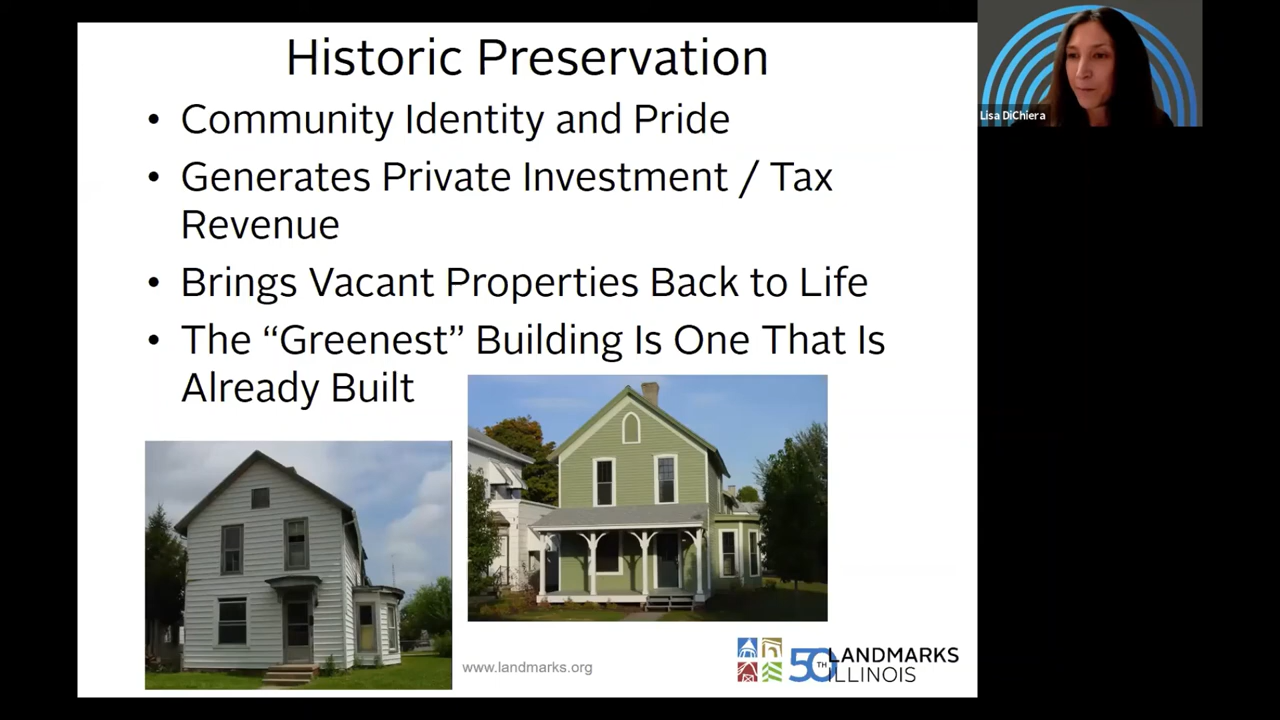 Historic Preservation
• Community Identity and Pride
• Generates Private Investment / Tax
Revenue
• Brings Vacant Properties Back to Life
• The “Greenest” Building Is One That Is
Already Built
www.landmarks.org
50TH LANDMARKS
ILLINOIS
Lisa DiChiera